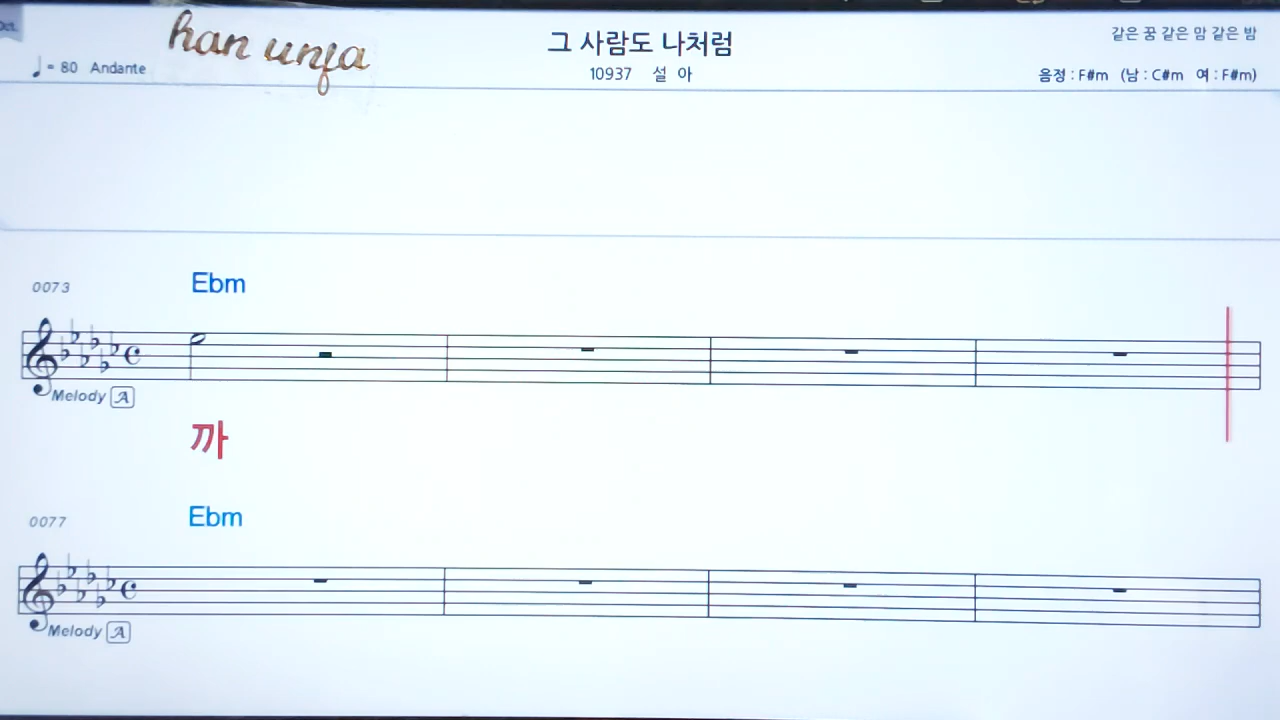 Oct.
han unja
그 사람도 나처럼
같은 꿈 같은 맘 같은 밤
♩= 80 Andante
10937 설 아
음정 : F#m (남 : C#m 여 : F#m)
0073
Ebm
Melody A
까
0077
Ebm
Melody A